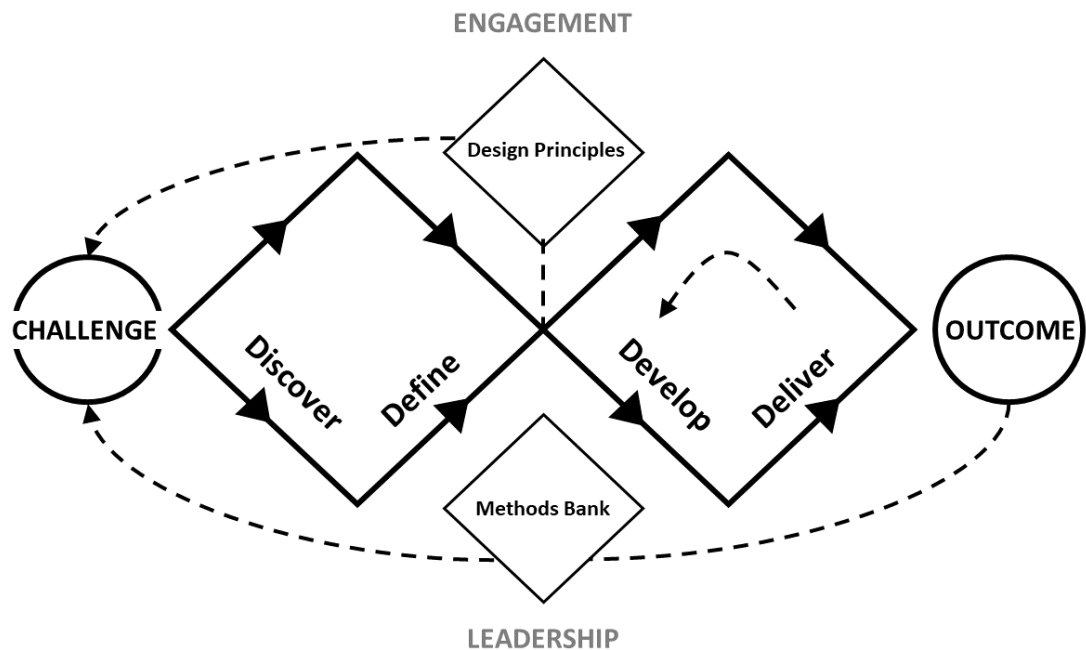 ENGAGEMENT
Design Principles
CHALLENGE
Discover
Define
Develop
Deliver
OUTCOME
Methods Bank
LEADERSHIP